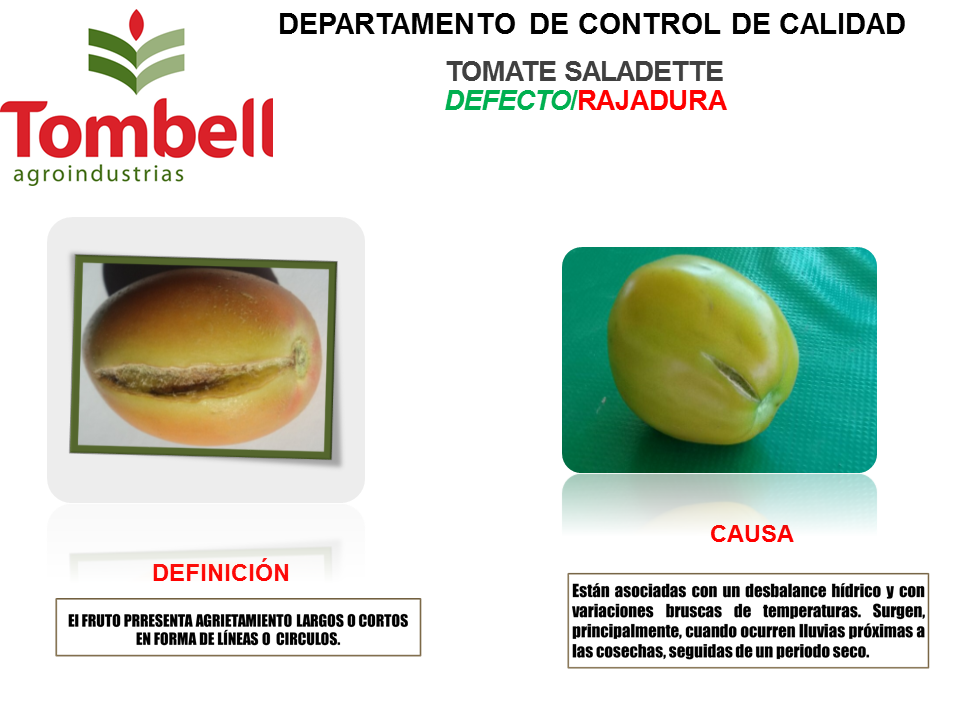 DEPARTAMENTO DE CONTROL DE CALIDAD
Tombell
agroindustrias
TOMATE SALADETTE
DEFECTO/RAJADURA
DEFINICIÓN
El FRUTO PRRESENTA AGRIETAMIENTO LARGOS O CORTOS
EN FORMA DE LÍNEAS O CIRCULOS.
CAUSA
Están asociadas con un desbalance hídrico y con
variaciones bruscas de temperaturas. Surgen,
principalmente, cuando ocurren lluvias próximas a
las cosechas, seguidas de un periodo seco.